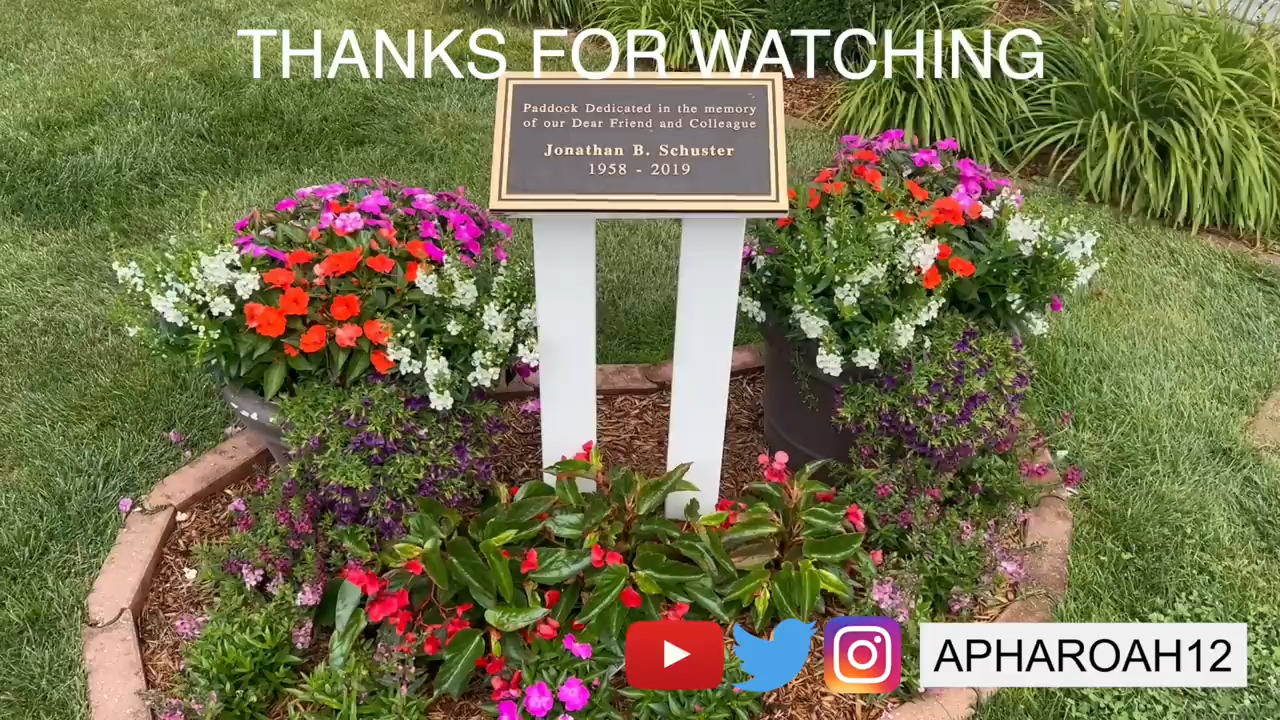 THANKS FOR WATCHING
Paddock Dedicated in the memory
of our Dear Friend and Colleague
Jonathan B. Schuster
1958 - 2019
APHAROAH12